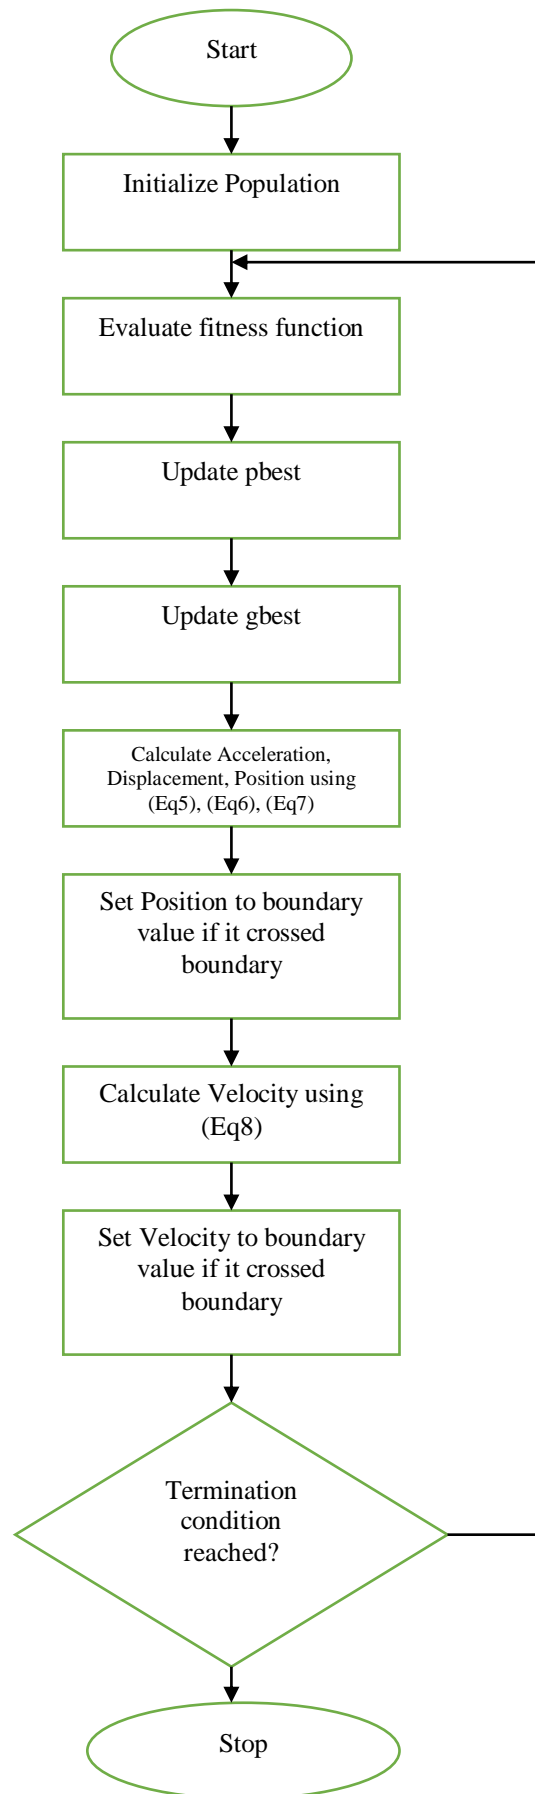 Start
Initialize Population
Evaluate fitness function
Update pbest
Update gbest
Calculate Acceleration,
Displacement, Position using
(Eq5), (Eq6), (Eq7)
Set Position to boundary
value if it crossed
boundary
Calculate Velocity using
(Eq8)
Set Velocity to boundary
value if it crossed
boundary
Termination
condition
reached?
Stop